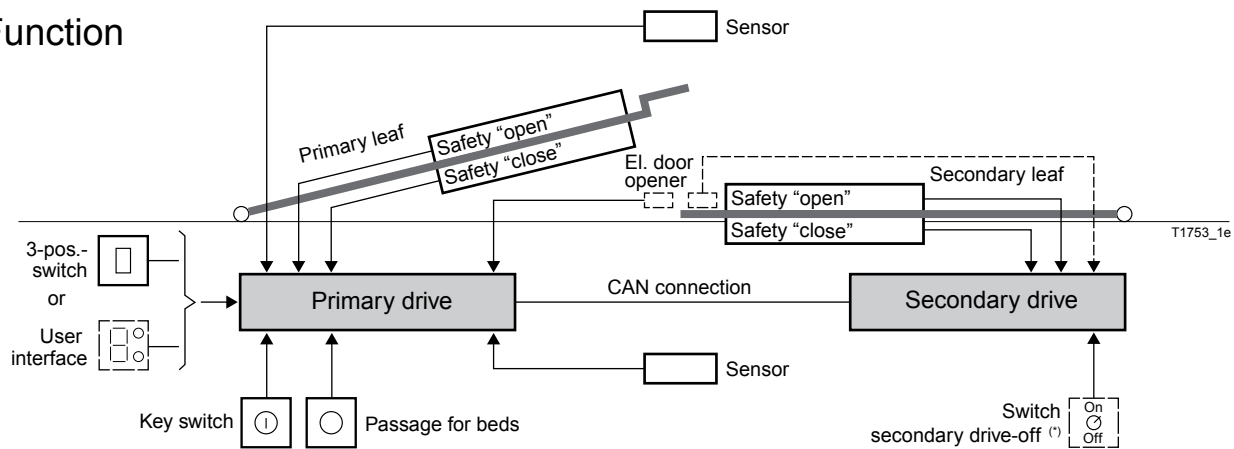 Function
Sensor
Primary leaf
Safety “open”
Safety “close”
El. door
opener
Secondary leaf
Safety “open”
Safety “close”
T1753_1e
3-pos.-
switch
or
User
interface
Primary drive
CAN connection
Secondary drive
Sensor
Key switch
Passage for beds
Switch
secondary drive-off (*)
On
Off